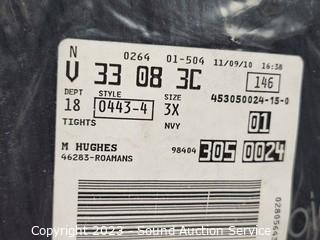 N 0264 01-504 11/09/10 16:38
V 33 08 3C 146
DEPT STYLE SIZE 453050024-15-0
18 0443-4 3X 01
TIGHTS NVY
M HUGHES 98404 305 0024
46283-ROAMANS
Copyright 2023 - Sound Auction Service